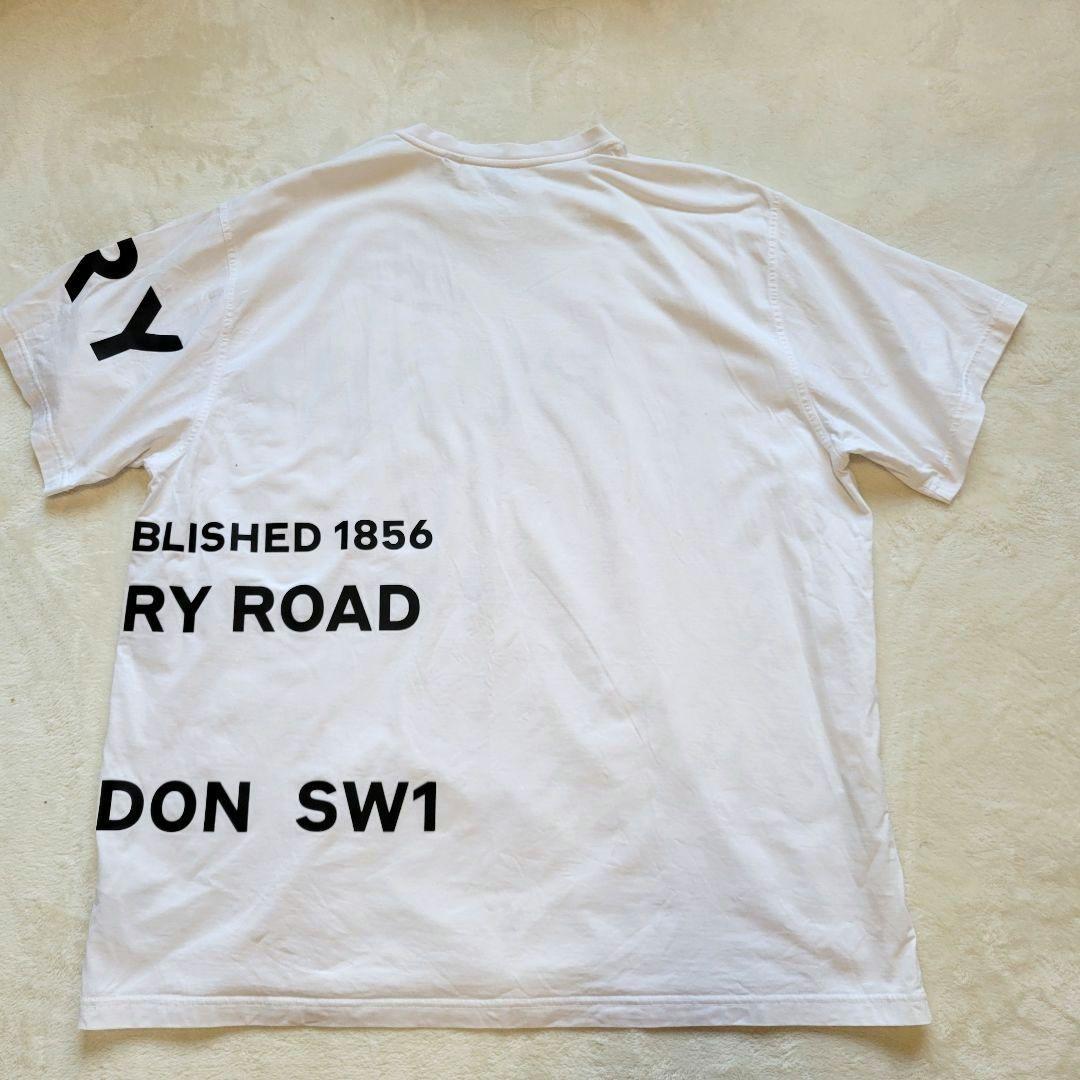 RY
BLISHED 1856
RY ROAD
DON SW1